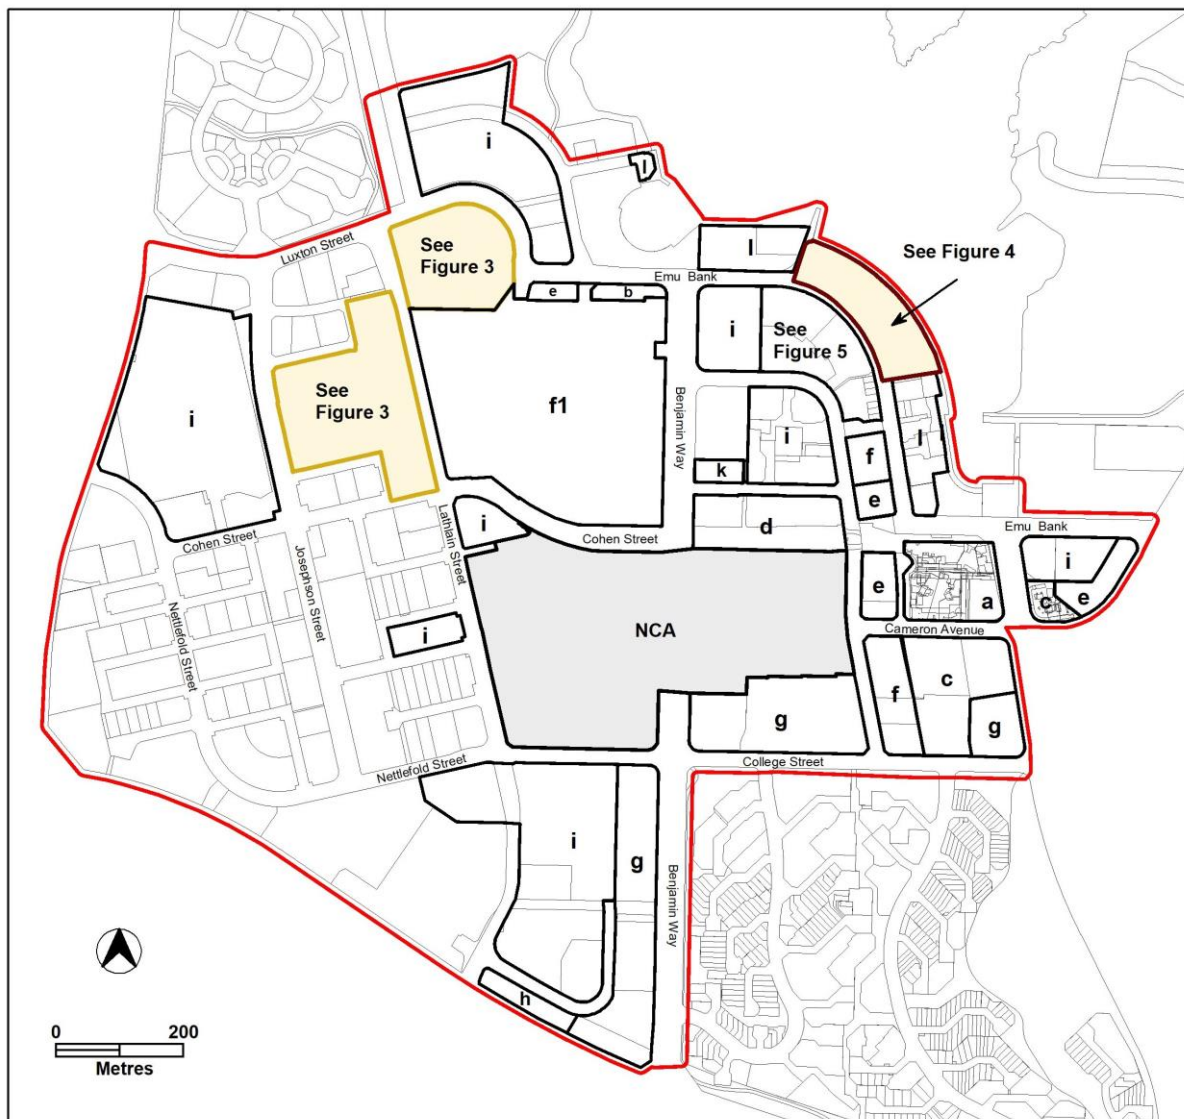 i
l
See
Figure 3
Luxton Street
l
See Figure 4
Emu Bank
e
b
i
See
Figure 5
See
Figure 3
f1
i
Benjamin Way
i
l
f
k
e
Lathlain Street
i
d
Emu Bank
Cohen Street
Cohen Street
Josephson Street
i
e
a
c
e
Nettlefold Street
i
NCA
Cameron Avenue
f
c
g
g
Nettlefold Street
College Street
i
g
Benjamin Way
h
0 200
Metres